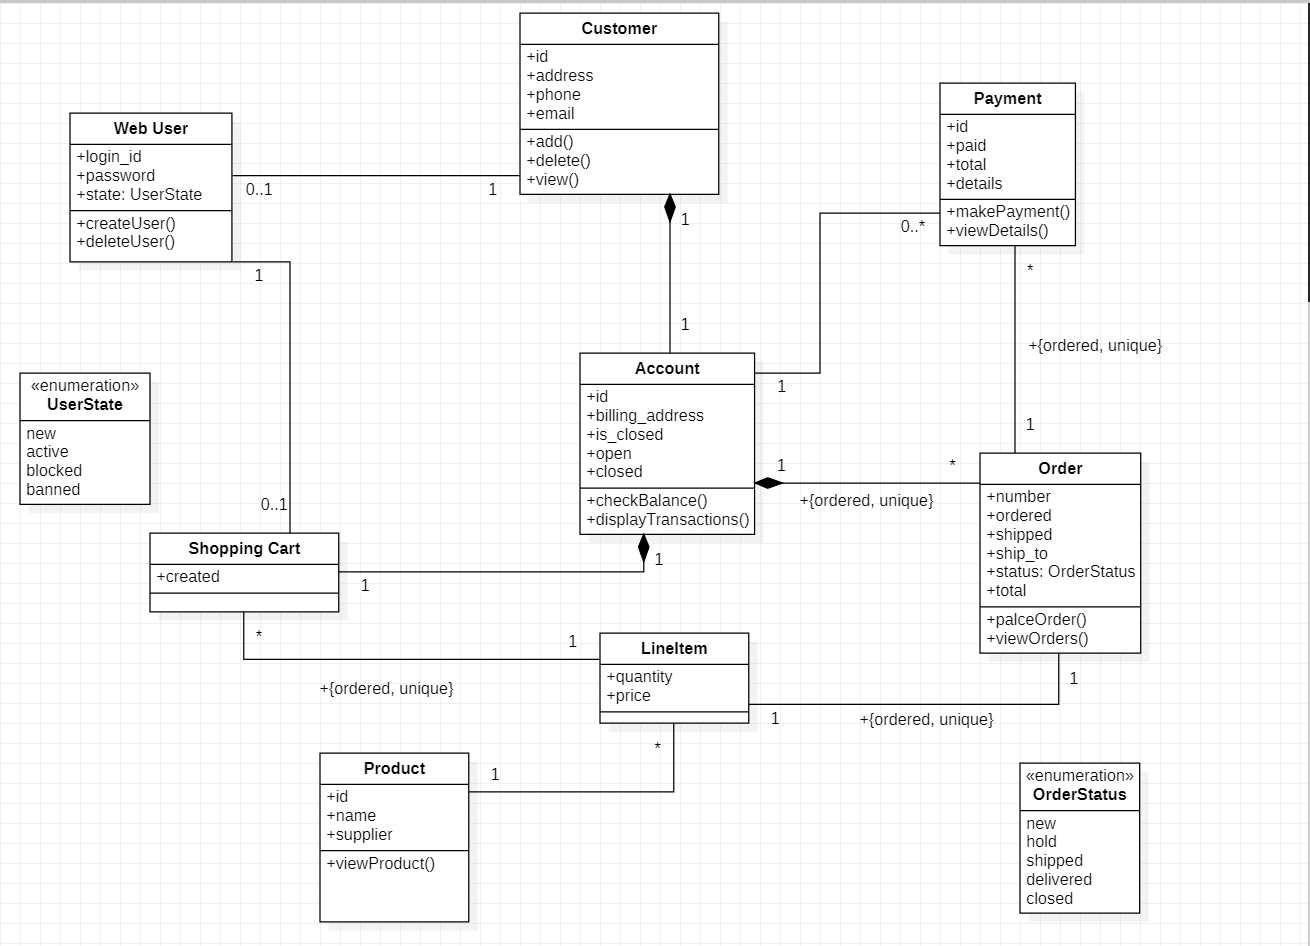 Customer
+id
+address
+phone
+email
+add()
+delete()
+view()
Payment
+id
+paid
+total
+details
+makePayment()
+viewDetails()
Web User
+login_id
+password
+state: UserState
+createUser()
+deleteUser()
0..1
1
1
1
0..*
1
*
+{ordered, unique}
1
1
«enumeration»
UserState
new
active
blocked
banned
Account
+id
+billing_address
+is_closed
+open
+closed
+checkBalance()
+displayTransactions()
1
*
+{ordered, unique}
Order
+number
+ordered
+shipped
+ship_to
+status: OrderStatus
+total
+palceOrder()
+viewOrders()
0..1
Shopping Cart
+created
1
1
*
1
+{ordered, unique}
LineItem
+quantity
+price
1
1
+{ordered, unique}
*
1
Product
+id
+name
+supplier
+viewProduct()
«enumeration»
OrderStatus
new
hold
shipped
delivered
closed